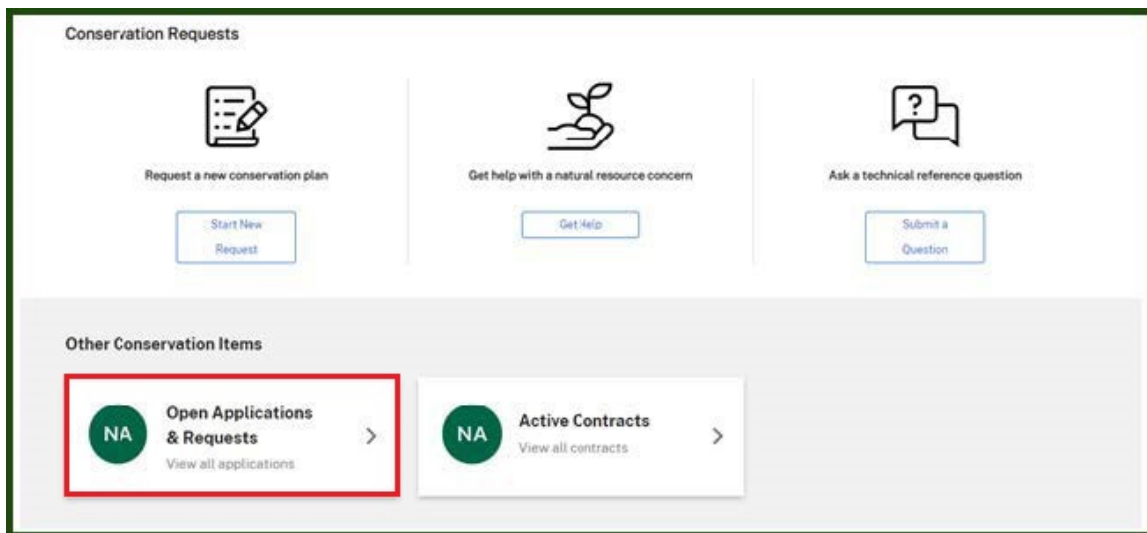 Conservation Requests
?
Request a new conservation plan
Get help with a natural resource concern
Ask a technical reference question
Start New
Request
Get Help
Submit a
Question
Other Conservation Items
NA
Open Applications
& Requests
View all applications
NA
Active Contracts
View all contracts